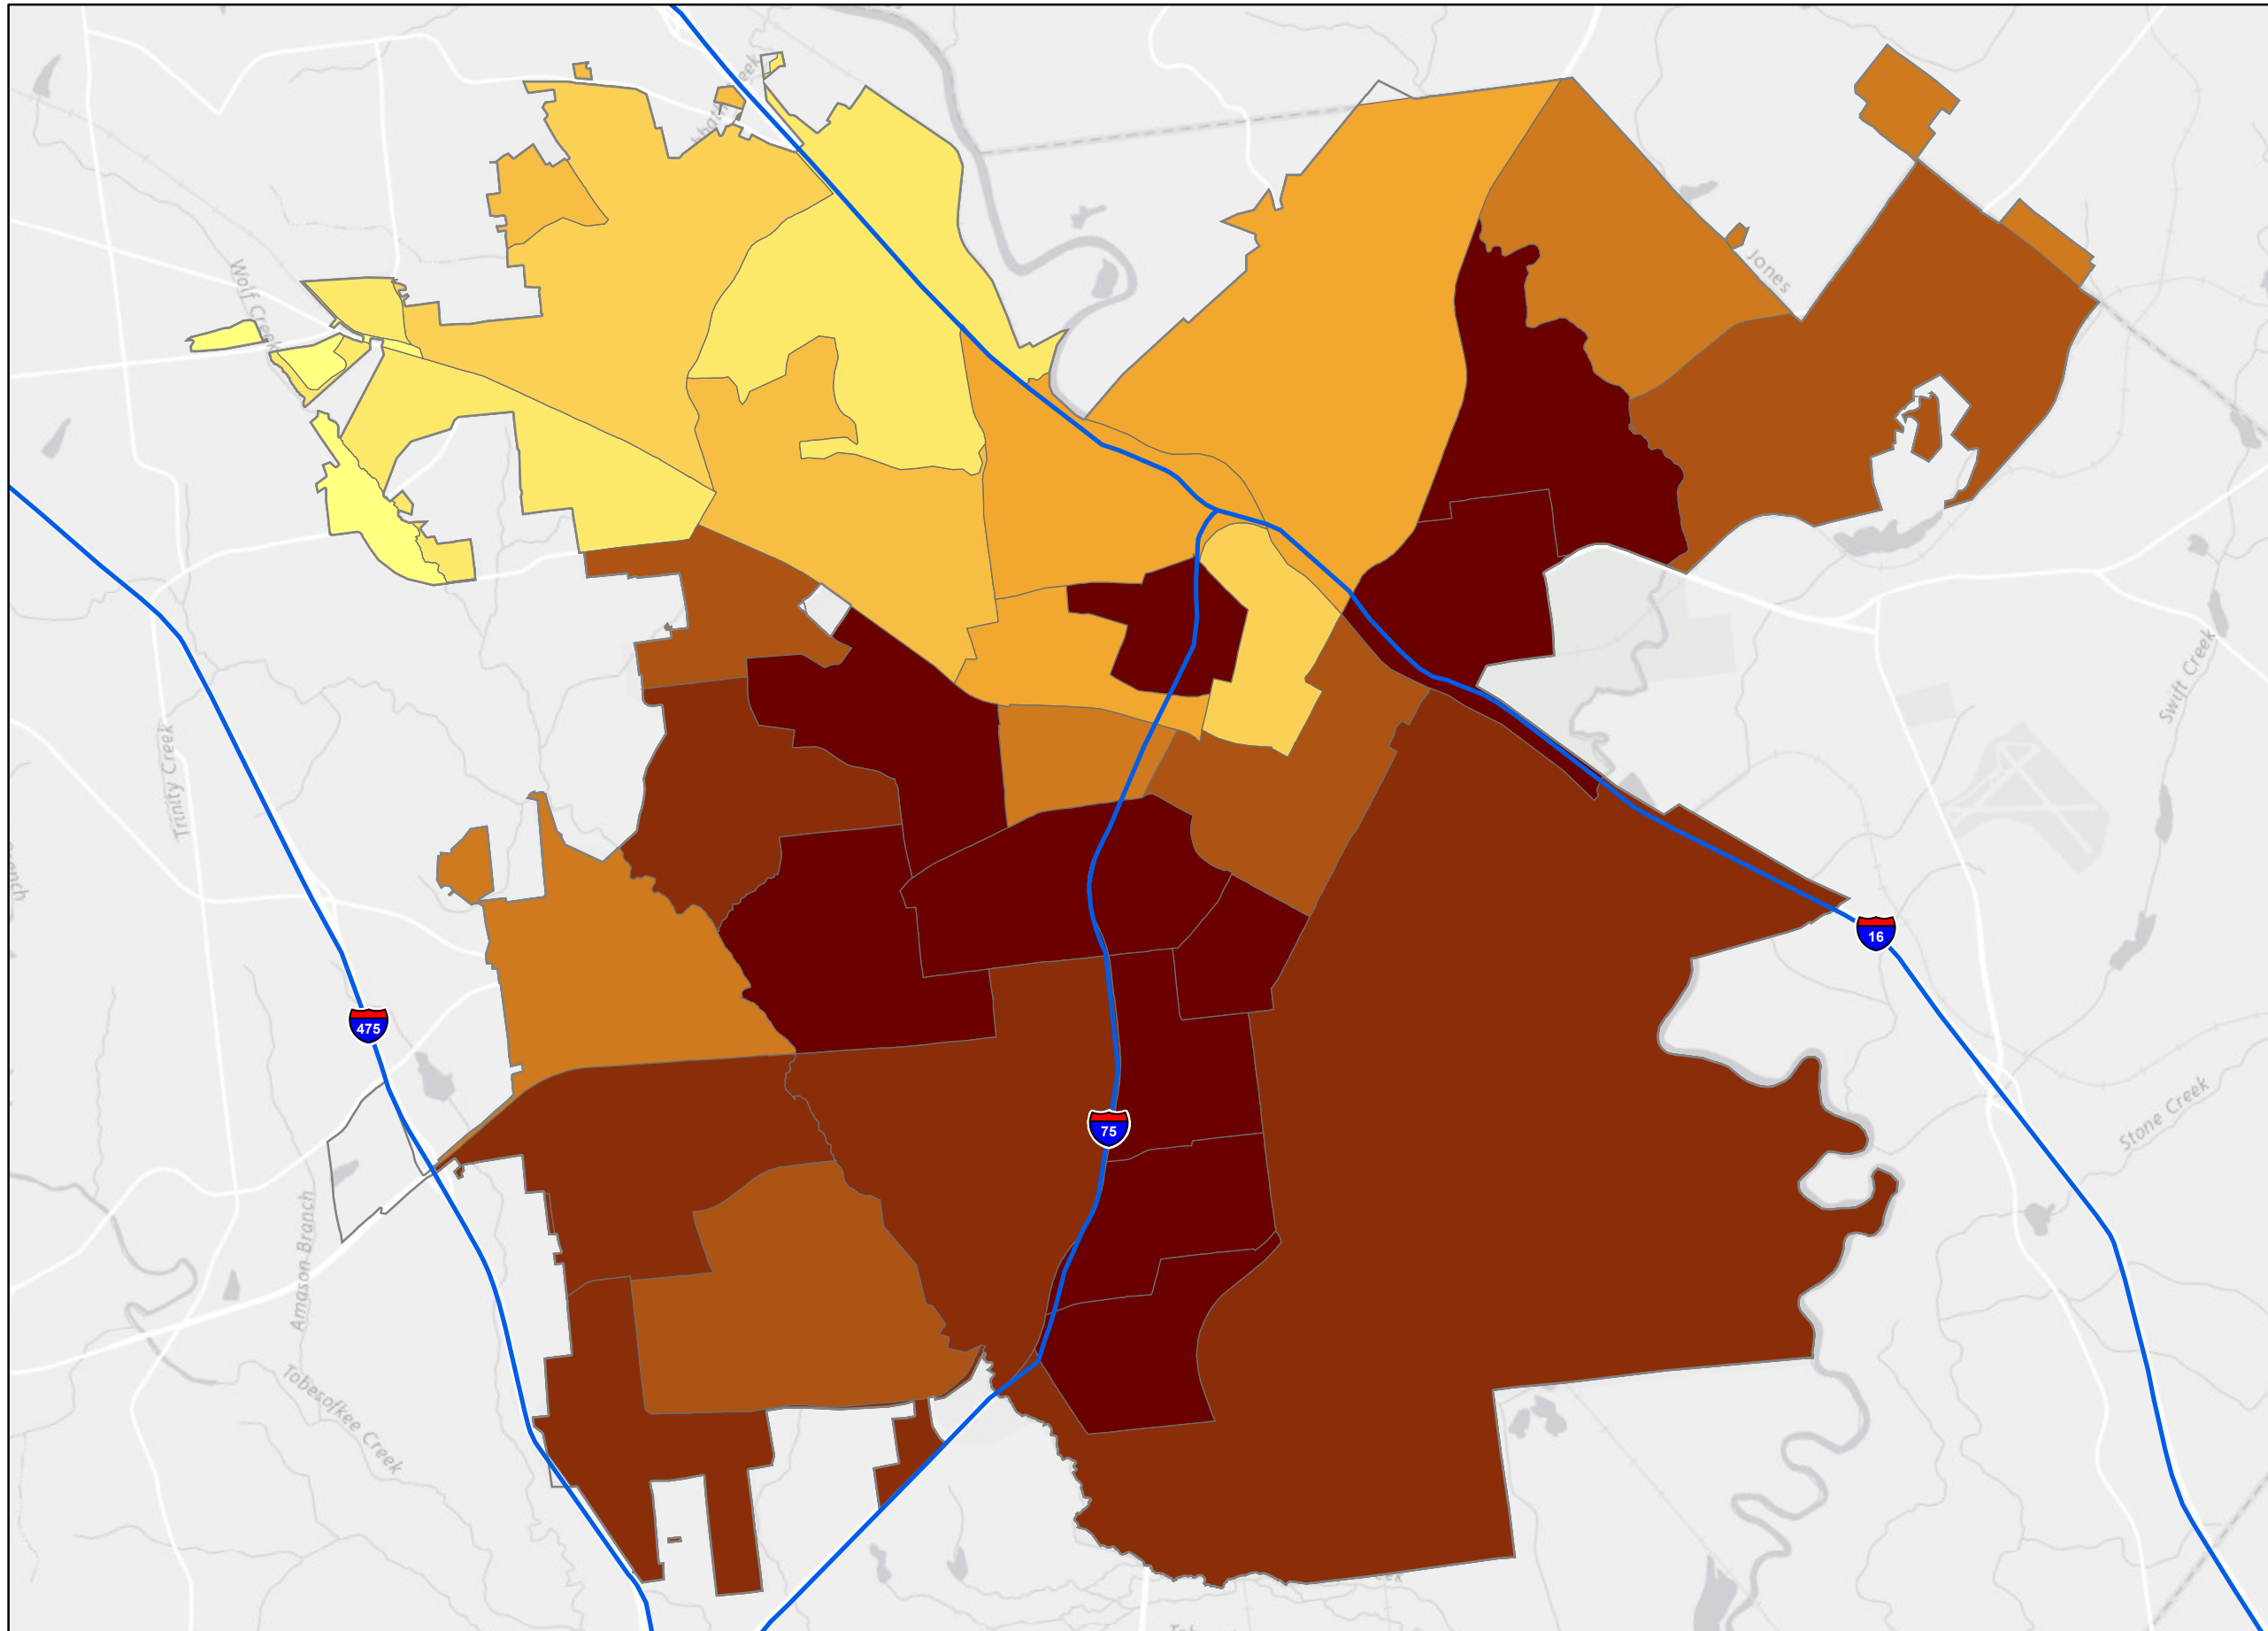 Wolf Creek
Jones
Swift Creek
Trinity Creek
16
475
75
Stone Creek
Amason Branch
Tobesofkee Creek